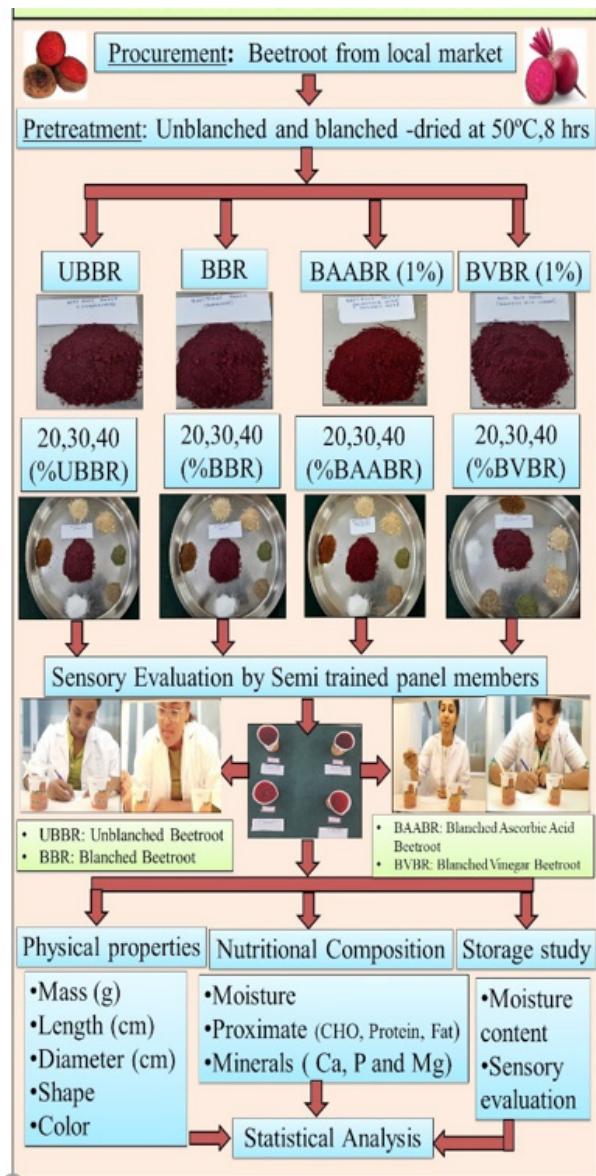 Procurement: Beetroot from local market
Pretreatment: Unblanched and blanched -dried at 50°C,8 hrs
UBBR
BBR
BAABR (1%)
BVBR (1%)
20,30,40
(%UBBR)
20,30,40
(%BBR)
20,30,40
(%BAABR)
20,30,40
(%BVBR)
Sensory Evaluation by Semi trained panel members
• UBBR: Unblanched Beetroot
• BBR: Blanched Beetroot
• BAABR: Blanched Ascorbic Acid
Beetroot
• BVBR: Blanched Vinegar Beetroot
Physical properties
•Mass (g)
•Length (cm)
•Diameter (cm)
•Shape
•Color
Nutritional Composition
•Moisture
•Proximate (CHO, Protein, Fat)
•Minerals ( Ca, P and Mg)
Storage study
•Moisture
content
•Sensory
evaluation
Statistical Analysis